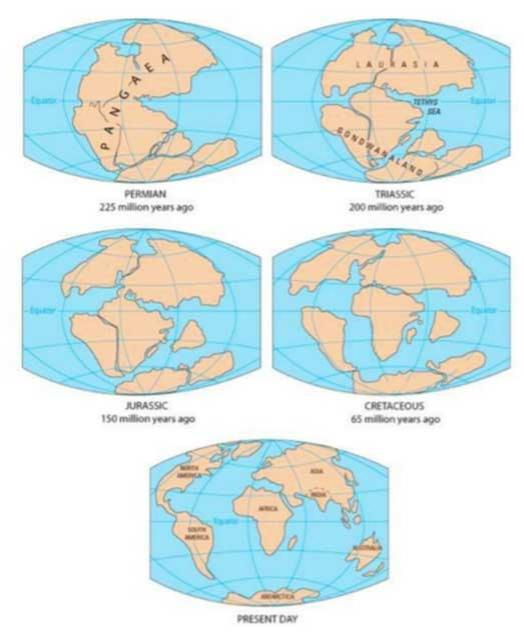 Equator
PANGAEA
PERMIAN
225 million years ago
LAURASIA
TETHYS
SEA
Equator
GONDWANALAND
TRIASSIC
200 million years ago
Equator
JURASSIC
150 million years ago
Equator
CRETACEOUS
65 million years ago
NORTH
AMERICA
ASIA
INDIA
AFRICA
Equator
SOUTH
AMERICA
AUSTRALIA
ANTARCTICA
PRESENT DAY